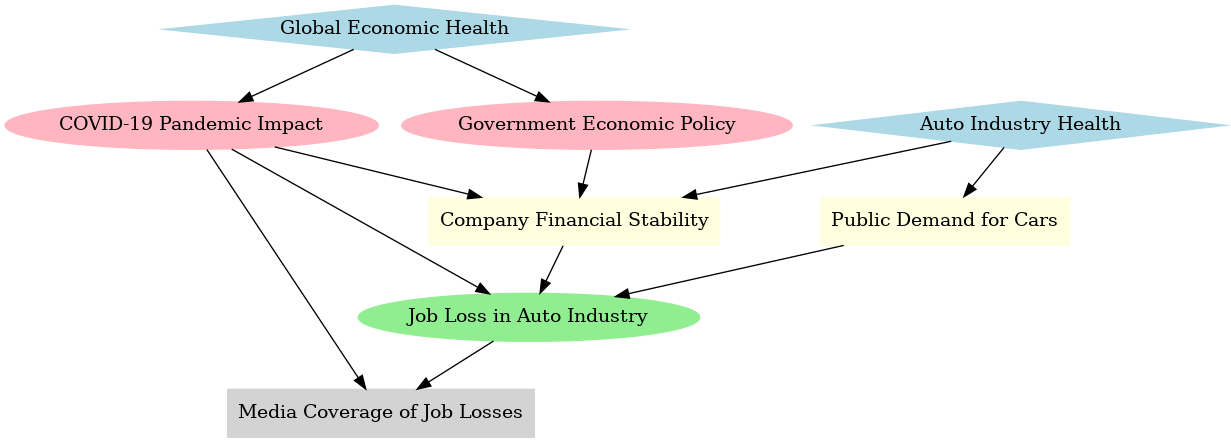 Global Economic Health
COVID-19 Pandemic Impact
Government Economic Policy
Auto Industry Health
Company Financial Stability
Public Demand for Cars
Job Loss in Auto Industry
Media Coverage of Job Losses